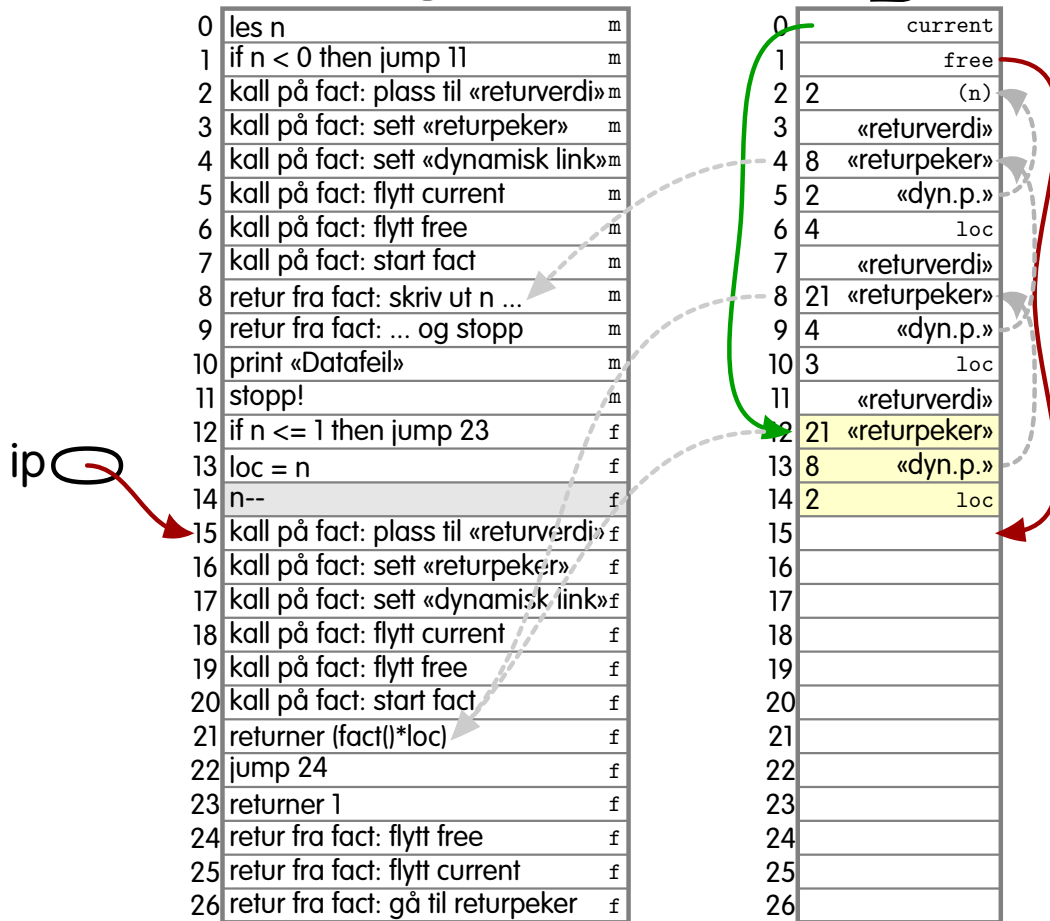 0 les n m
1 if n < 0 then jump 11 m
2 kall på fact: plass til «returverdi» m
3 kall på fact: sett «returpeker» m
4 kall på fact: sett «dynamisk link» m
5 kall på fact: flytt current m
6 kall på fact: flytt free m
7 kall på fact: start fact m
8 retur fra fact: skriv ut n ... m
9 retur fra fact: ... og stopp m
10 print «Datafeil» m
11 stopp! m
12 if n <= 1 then jump 23 f
ip
13 loc = n f
14 n-- f
15 kall på fact: plass til «returverdi» f
16 kall på fact: sett «returpeker» f
17 kall på fact: sett «dynamisk link» f
18 kall på fact: flytt current f
19 kall på fact: flytt free f
20 kall på fact: start fact f
21 returner (fact()*loc) f
22 jump 24 f
23 returner 1 f
24 retur fra fact: flytt free f
25 retur fra fact: flytt current f
26 retur fra fact: gå til returpeker f
0 current
1 free
2 2 (n)
3 «returverdi»
4 8 «returpeker»
5 2 «dyn.p.»
6 4 loc
7 «returverdi»
8 21 «returpeker»
9 4 «dyn.p.»
10 3 loc
11 «returverdi»
12 21 «returpeker»
13 8 «dyn.p.»
14 2 loc
15
16
17
18
19
20
21
22
23
24
25
26